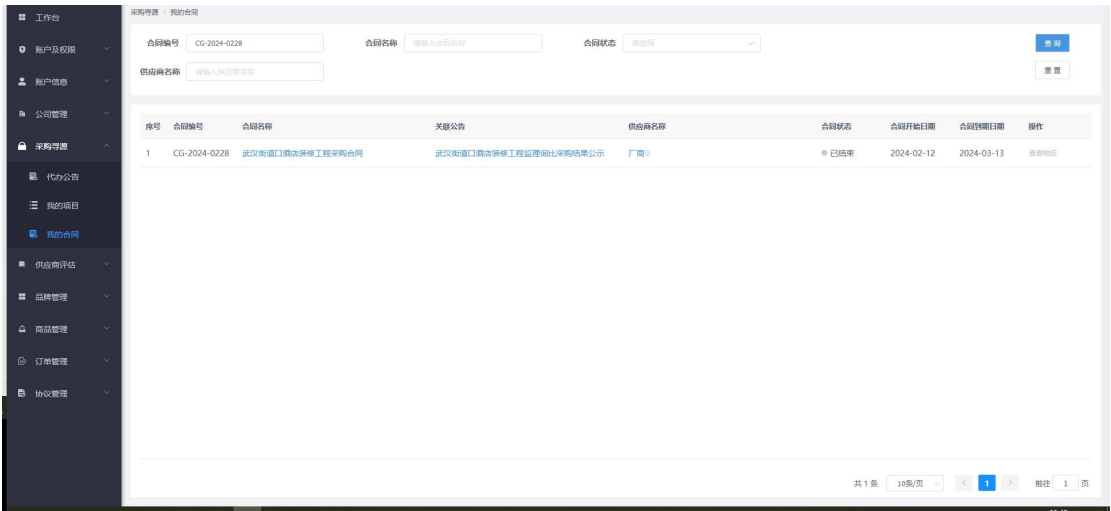 工作台
账户及权限
账户信息
公司管理
采购寻源
代办公告
我的项目
我的合同
供应商评估
品牌管理
商品管理
订单管理
协议管理
采购寻源 / 我的合同
合同编号 CG-2024-0228 合同名称 请输入合同名称 合同状态 请选择 查询
供应商名称 请输入供应商名称 重置
序号 合同编号 合同名称 关联公告 供应商名称 合同状态 合同开始日期 合同到期日期 操作
1 CG-2024-0228 武汉街道口酒店装修工程采购合同 武汉街道口酒店装修工程监理询比采购结果公示 厂商 已结束 2024-02-12 2024-03-13 查看物流
共 1 条 10条/页 < 1 > 前往 1 页